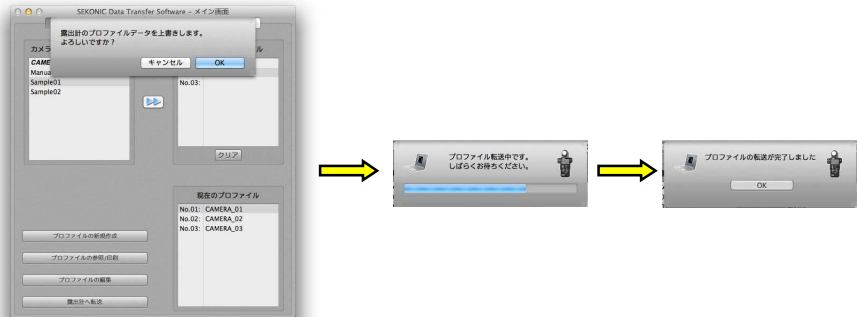 SEKONIC Data Transfer Software – メイン画面
露出計のプロファイルデータを上書きします。
よろしいですか？
キャンセル
OK
カメラ
ル
CAME
Manua
Sample01
Sample02
No.03:
クリア
現在のプロファイル
No.01: CAMERA_01
No.02: CAMERA_02
No.03: CAMERA_03
プロファイルの新規作成
プロファイルの参照/印刷
プロファイルの編集
露出計へ転送
プロファイル転送中です。
しばらくお待ちください。
プロファイルの転送が完了しました
OK